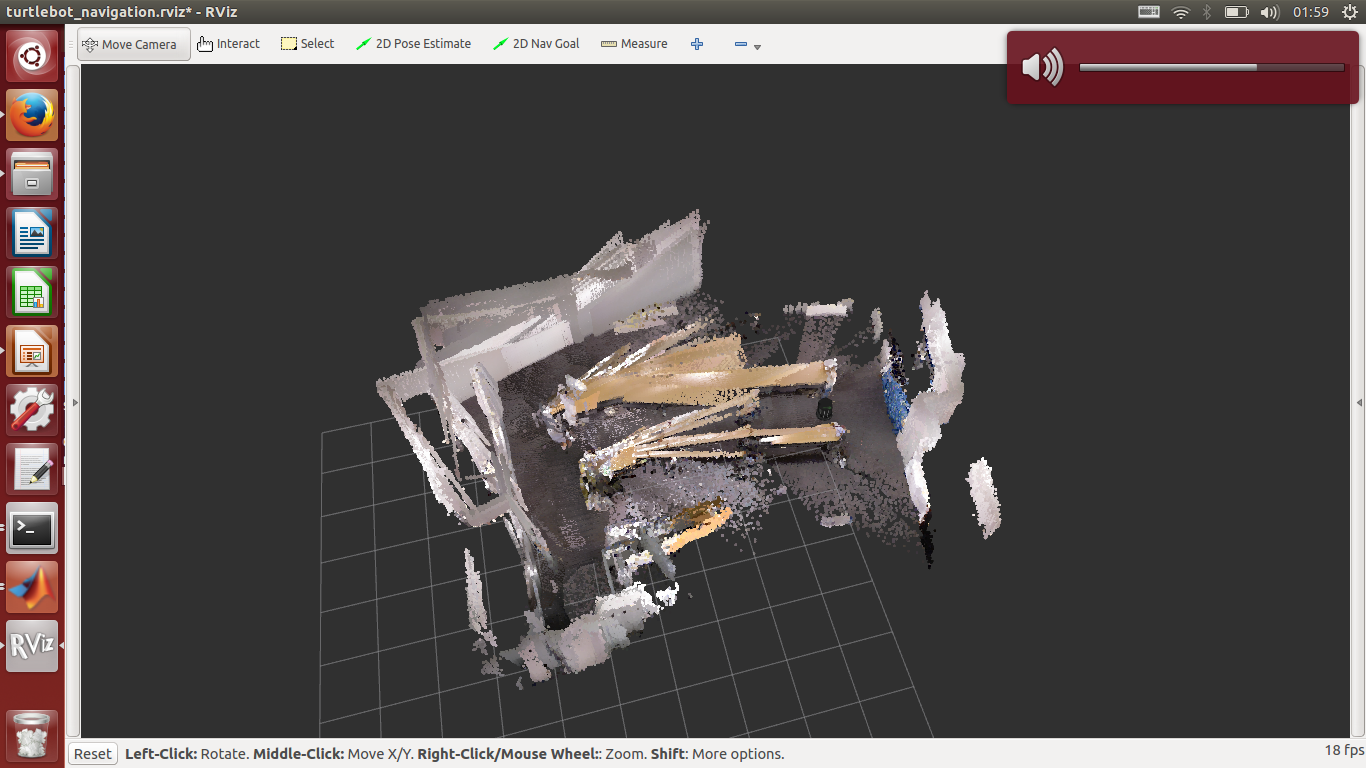 turtlebot_navigation.rviz* - RViz
01:59
Move Camera
Interact
Select
2D Pose Estimate
2D Nav Goal
Measure
RViz
Reset
Left-Click: Rotate. Middle-Click: Move X/Y. Right-Click/Mouse Wheel:: Zoom. Shift: More options.
18 fps